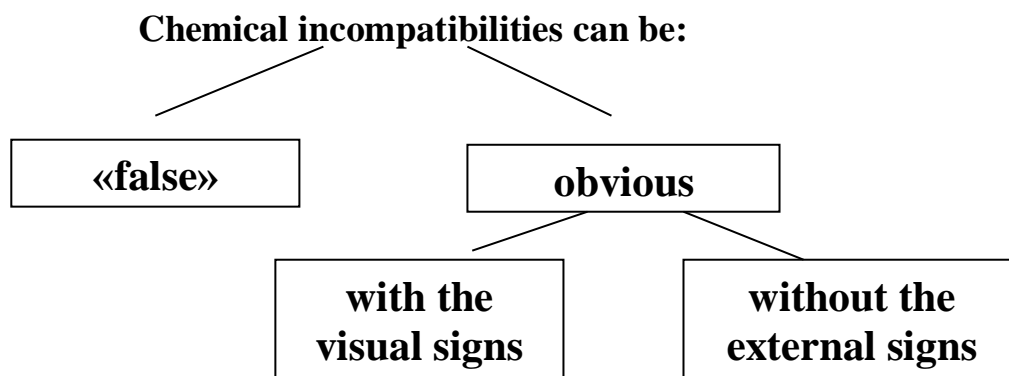 Chemical incompatibilities can be:
«false»
obvious
with the
visual signs
without the
external signs